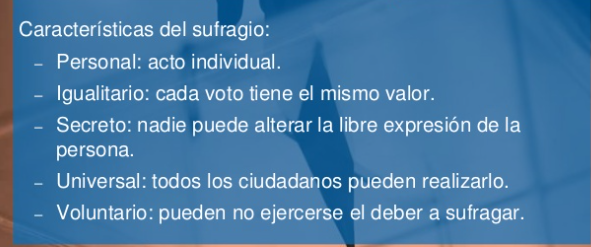 Características del sufragio:
– Personal: acto individual.
– Igualitario: cada voto tiene el mismo valor.
– Secreto: nadie puede alterar la libre expresión de la
persona.
– Universal: todos los ciudadanos pueden realizarlo.
– Voluntario: pueden no ejercerse el deber a sufragar.